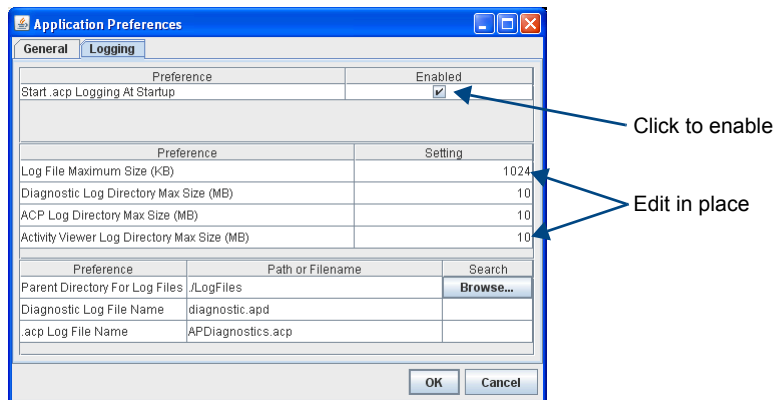 Application Preferences
General Logging
Preference Enabled
Start .acp Logging At Startup
Click to enable
Preference Setting
Log File Maximum Size (KB) 1024
Diagnostic Log Directory Max Size (MB) 10
Edit in place
ACP Log Directory Max Size (MB) 10
Activity Viewer Log Directory Max Size (MB) 10
Preference Path or Filename Search
Parent Directory For Log Files ./LogFiles Browse...
Diagnostic Log File Name diagnostic.apd
.acp Log File Name APDiagnostics.acp
OK Cancel